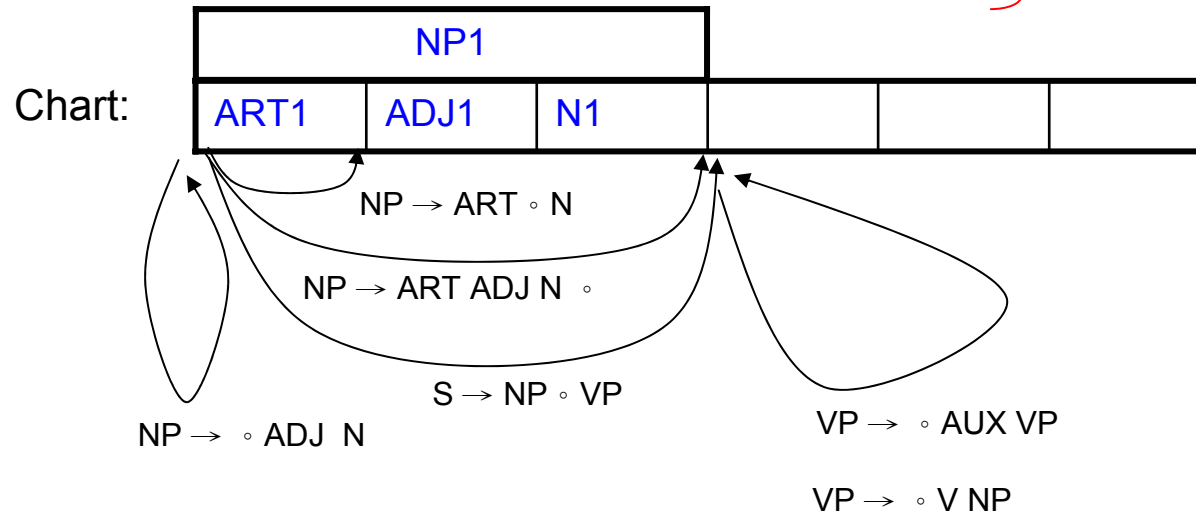 NP1
Chart: ART1 ADJ1 N1
NP → ART ∘ N
NP → ART ADJ N ∘
S → NP ∘ VP
VP → ∘ AUX VP
NP → ∘ ADJ N
VP → ∘ V NP